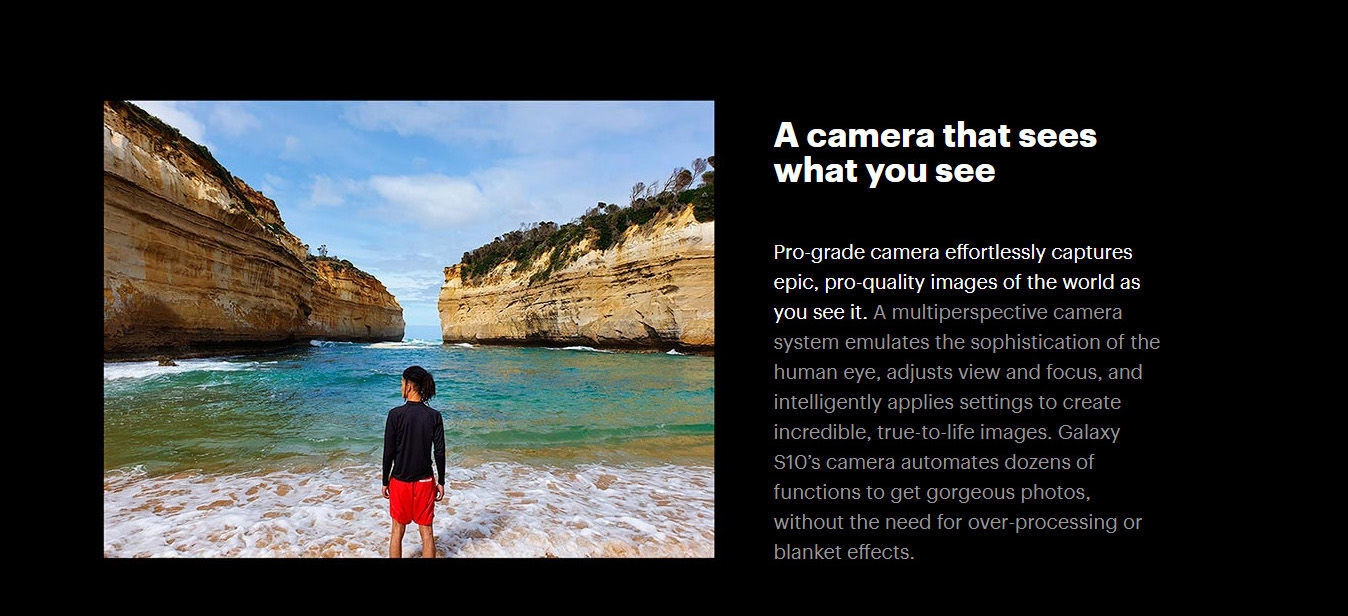 A camera that sees
what you see
Pro-grade camera effortlessly captures
epic, pro-quality images of the world as
you see it. A multiperspective camera
system emulates the sophistication of the
human eye, adjusts view and focus, and
intelligently applies settings to create
incredible, true-to-life images. Galaxy
S10’s camera automates dozens of
functions to get gorgeous photos,
without the need for over-processing or
blanket effects.